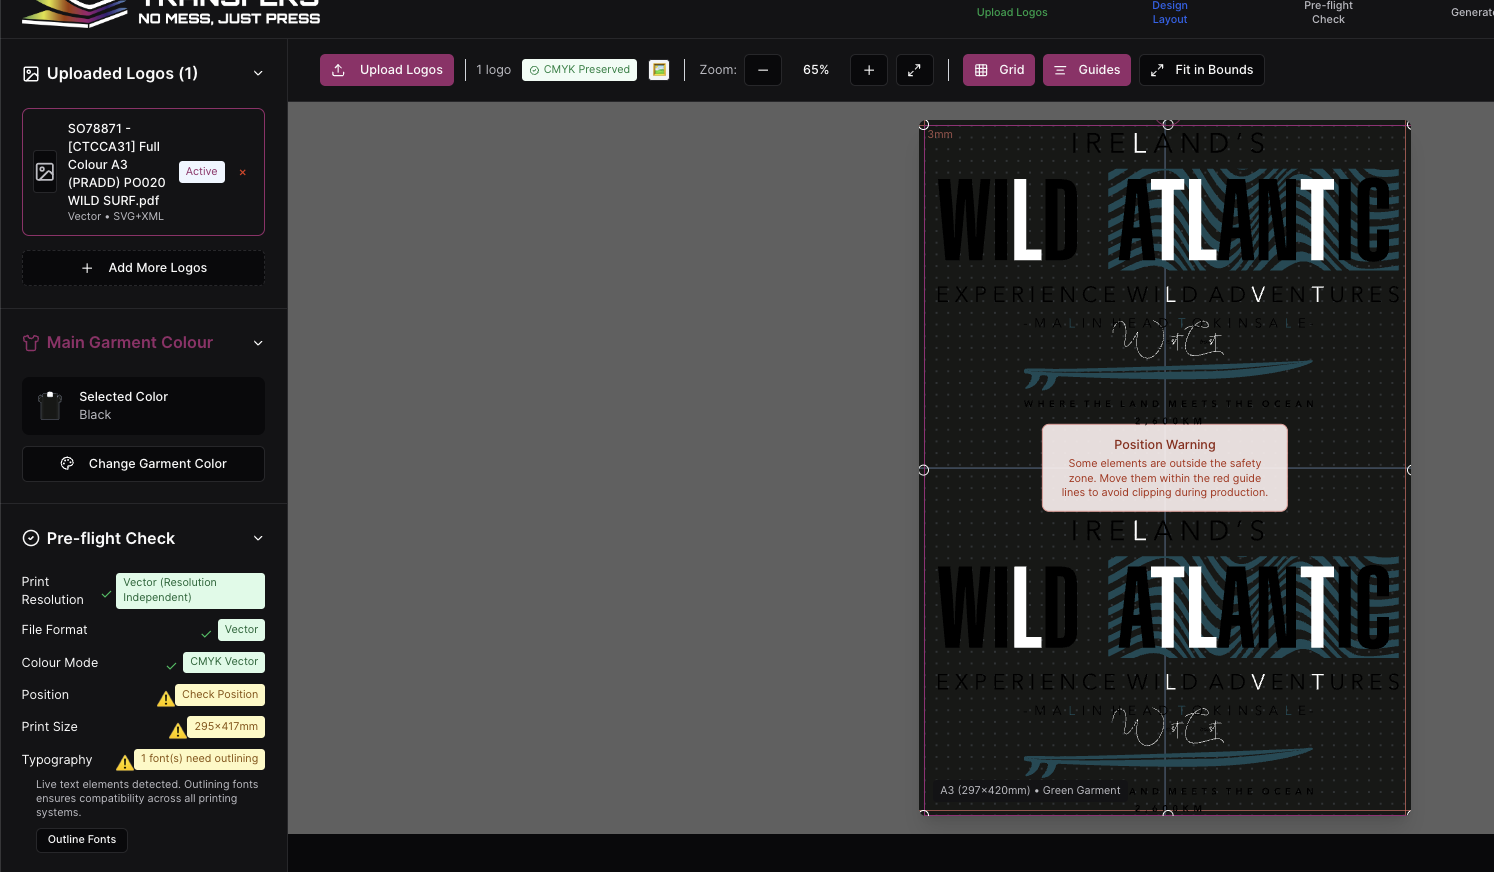 TRANSFERS
NO MESS, JUST PRESS
Upload Logos
Design
Layout
Pre-flight
Check
Uploaded Logos (1)
SO78871 -
[CTCCA31] Full
Colour A3
(PRADD) PO020
WILD SURF.pdf
Vector • SVG+XML
Active
×
Add More Logos
Main Garment Colour
Selected Color
Black
Change Garment Color
Pre-flight Check
Print
Resolution
Vector (Resolution
Independent)
File Format
Vector
Colour Mode
CMYK Vector
Position
Check Position
Print Size
295×417mm
Typography
1 font(s) need outlining
Live text elements detected. Outlining fonts
ensures compatibility across all printing
systems.
Outline Fonts
Upload Logos
1 logo
CMYK Preserved
Zoom:
65%
Grid
Guides
Fit in Bounds
3mm
IRELAND'S
WILD ATLANTIC
EXPERIENCE WILD ADVENTURES
MALIN HEAD TO KINSALE
WHERE THE LAND MEETS THE OCEAN
Position Warning
Some elements are outside the safety
zone. Move them within the red guide
lines to avoid clipping during production.
IRELAND'S
WILD ATLANTIC
EXPERIENCE WILD ADVENTURES
MALIN HEAD TO KINSALE
A3 (297×420mm) • Green Garment
AND MEETS THE OCEAN